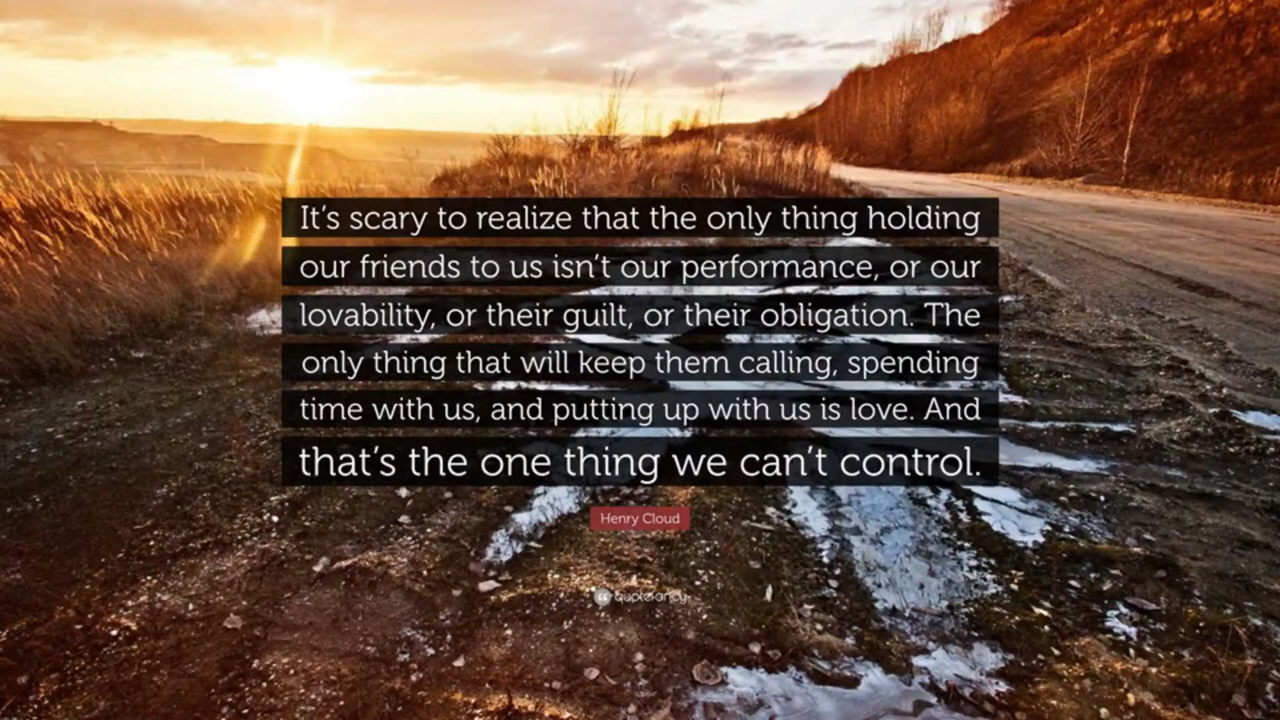 It’s scary to realize that the only thing holding
our friends to us isn’t our performance, or our
lovability, or their guilt, or their obligation. The
only thing that will keep them calling, spending
time with us, and putting up with us is love. And
that’s the one thing we can’t control.
Henry Cloud
quotefancy